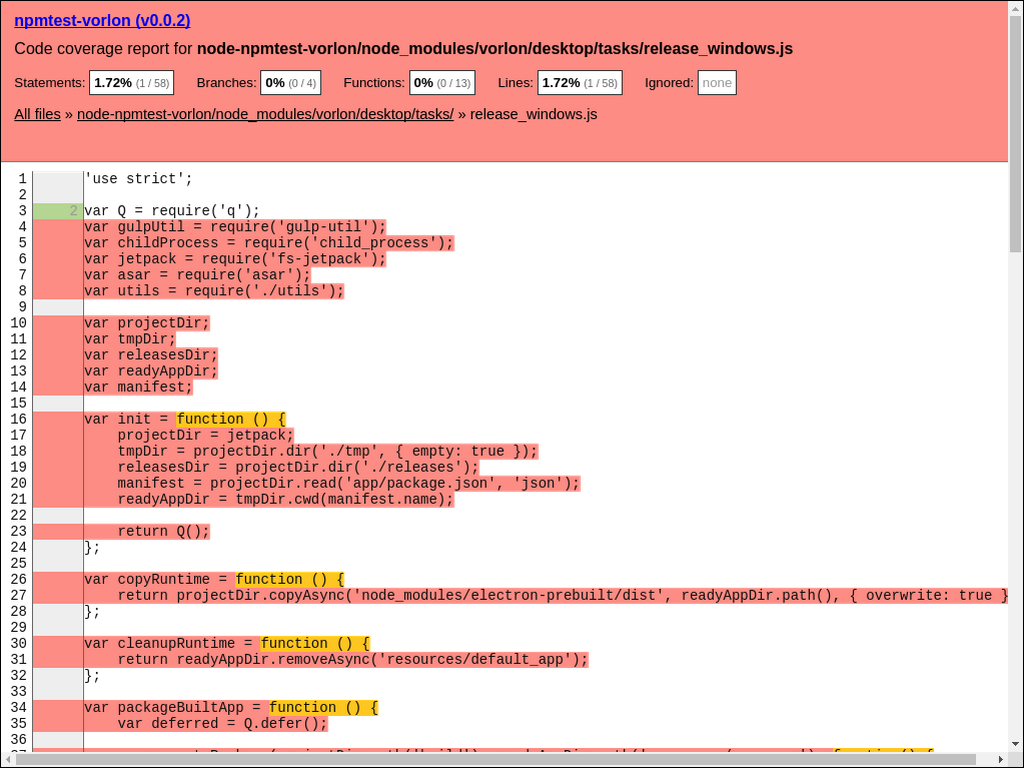 npmtest-vorlon (v0.0.2)
Code coverage report for node-npmtest-vorlon/node_modules/vorlon/desktop/tasks/release_windows.js
Statements: 1.72% (1 / 58) Branches: 0% (0 / 4) Functions: 0% (0 / 13) Lines: 1.72% (1 / 58) Ignored: none
All files » node-npmtest-vorlon/node_modules/vorlon/desktop/tasks/ » release_windows.js
1 'use strict';
2
3 2 var Q = require('q');
4 var gulpUtil = require('gulp-util');
5 var childProcess = require('child_process');
6 var jetpack = require('fs-jetpack');
7 var asar = require('asar');
8 var utils = require('./utils');
9
10 var projectDir;
11 var tmpDir;
12 var releasesDir;
13 var readyAppDir;
14 var manifest;
15
16 var init = function () {
17     projectDir = jetpack;
18     tmpDir = projectDir.dir('./tmp', { empty: true });
19     releasesDir = projectDir.dir('./releases');
20     manifest = projectDir.read('app/package.json', 'json');
21     readyAppDir = tmpDir.cwd(manifest.name);
22
23     return Q();
24 };
25
26 var copyRuntime = function () {
27     return projectDir.copyAsync('node_modules/electron-prebuilt/dist', readyAppDir.path(), { overwrite: true }
28 };
29
30 var cleanupRuntime = function () {
31     return readyAppDir.removeAsync('resources/default_app');
32 };
33
34 var packageBuiltApp = function () {
35     var deferred = Q.defer();
36